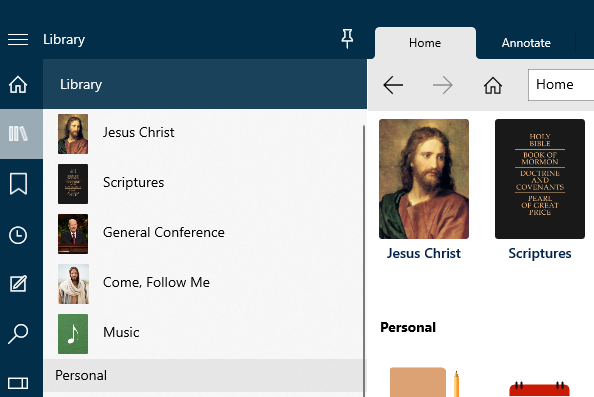 Library
Home
Annotate
Library
Home
Jesus Christ
Scriptures
General Conference
Come, Follow Me
Music
Personal
HOLY
BIBLE
BOOK OF
MORMON
DOCTRINE
AND
COVENANTS
PEARL
OF GREAT
PRICE
Jesus Christ
Scriptures
Personal